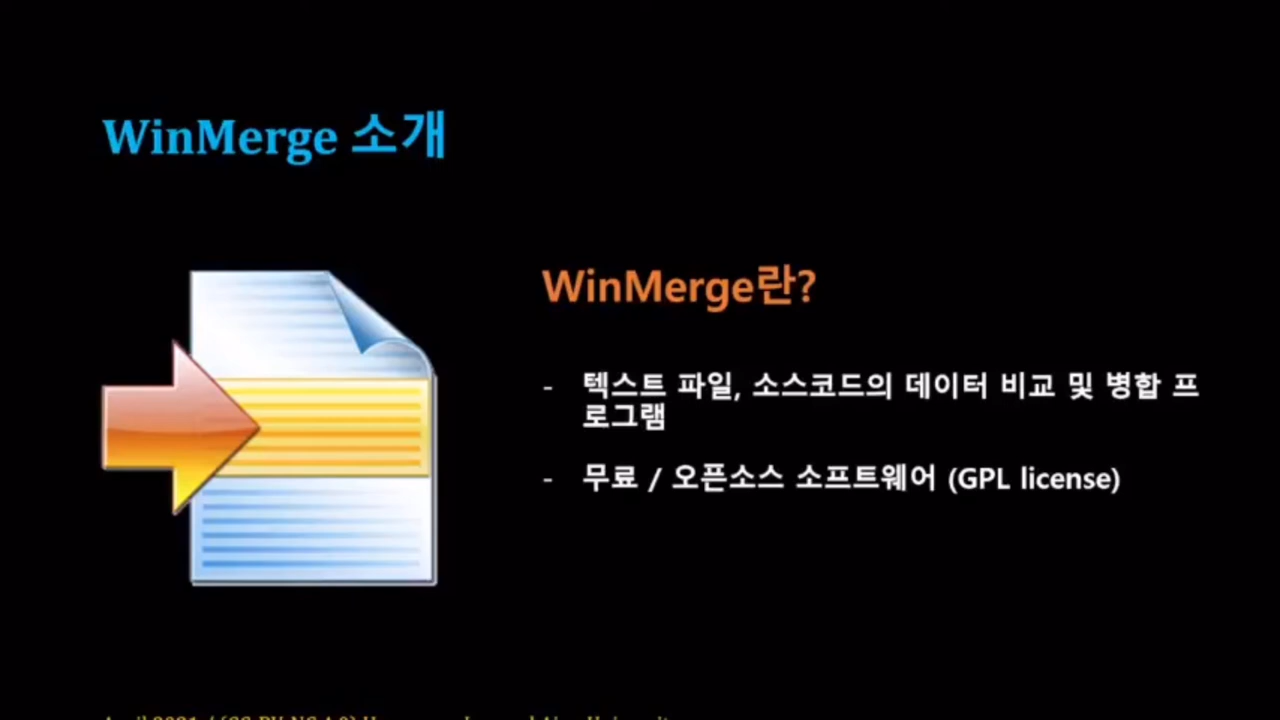 WinMerge 소개
WinMerge란?
- 텍스트 파일, 소스코드의 데이터 비교 및 병합 프
로그램
- 무료 / 오픈소스 소프트웨어 (GPL license)